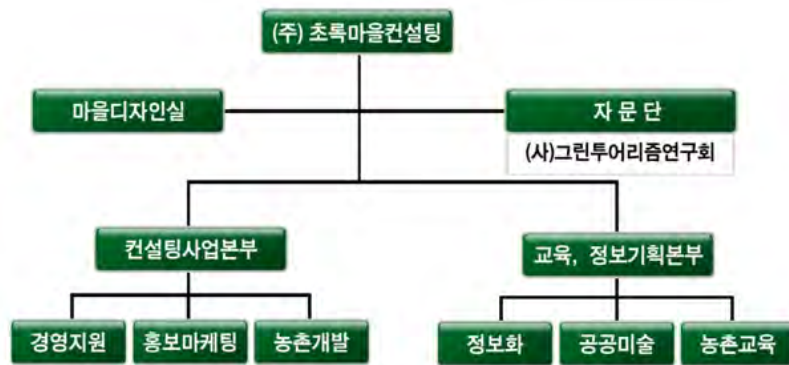 (주) 초록마을컨설팅
마을디자인실
자 문 단
(사)그린투어리즘연구회
컨설팅사업본부
교육, 정보기획본부
경영지원
홍보마케팅
농촌개발
정보화
공공미술
농촌교육